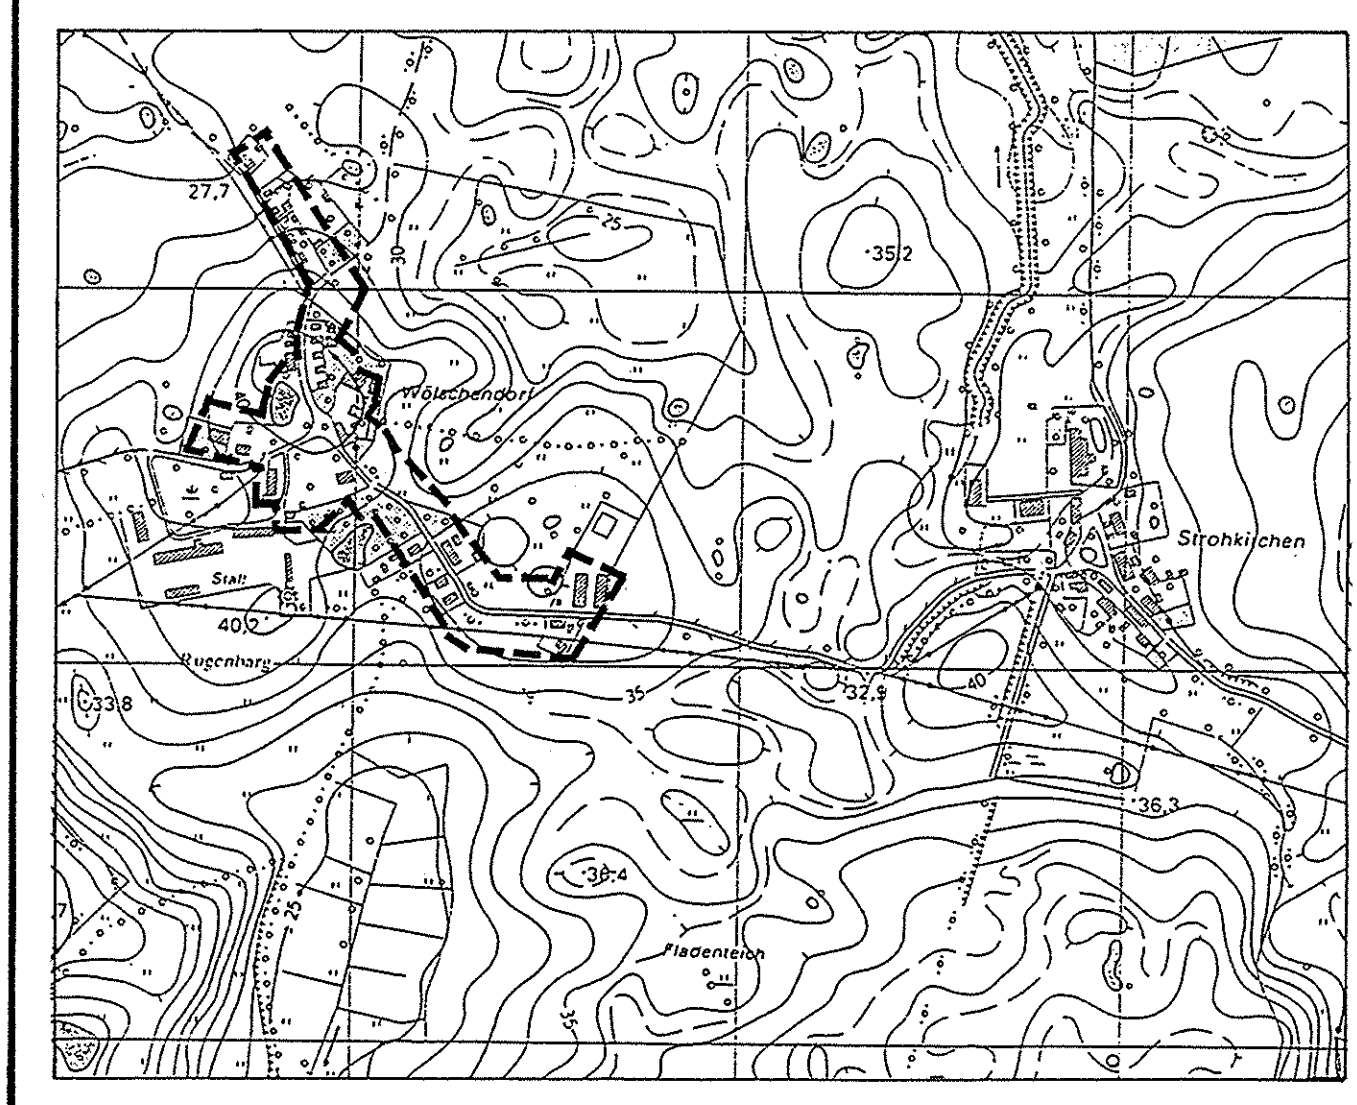 27,7
25
30
35,2
Wölschendorf
Strohkirchen
Stall
40,2
Rugenbarg
33,8
35
32,9
40
36,3
36,4
25
Fladenteich
35